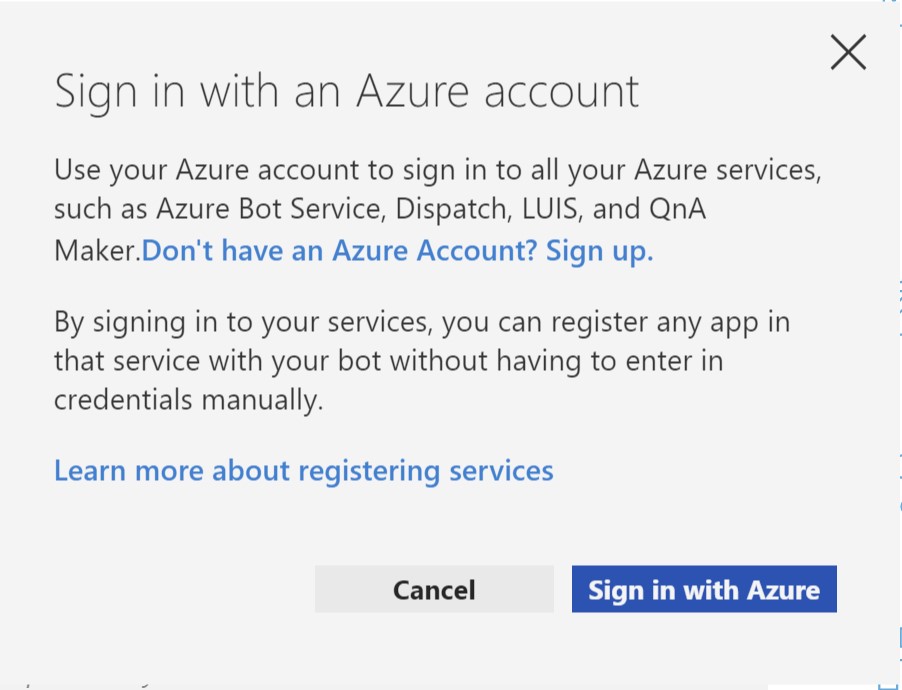 Sign in with an Azure account
Use your Azure account to sign in to all your Azure services,
such as Azure Bot Service, Dispatch, LUIS, and QnA
Maker.Don't have an Azure Account? Sign up.
By signing in to your services, you can register any app in
that service with your bot without having to enter in
credentials manually.
Learn more about registering services
Cancel
Sign in with Azure